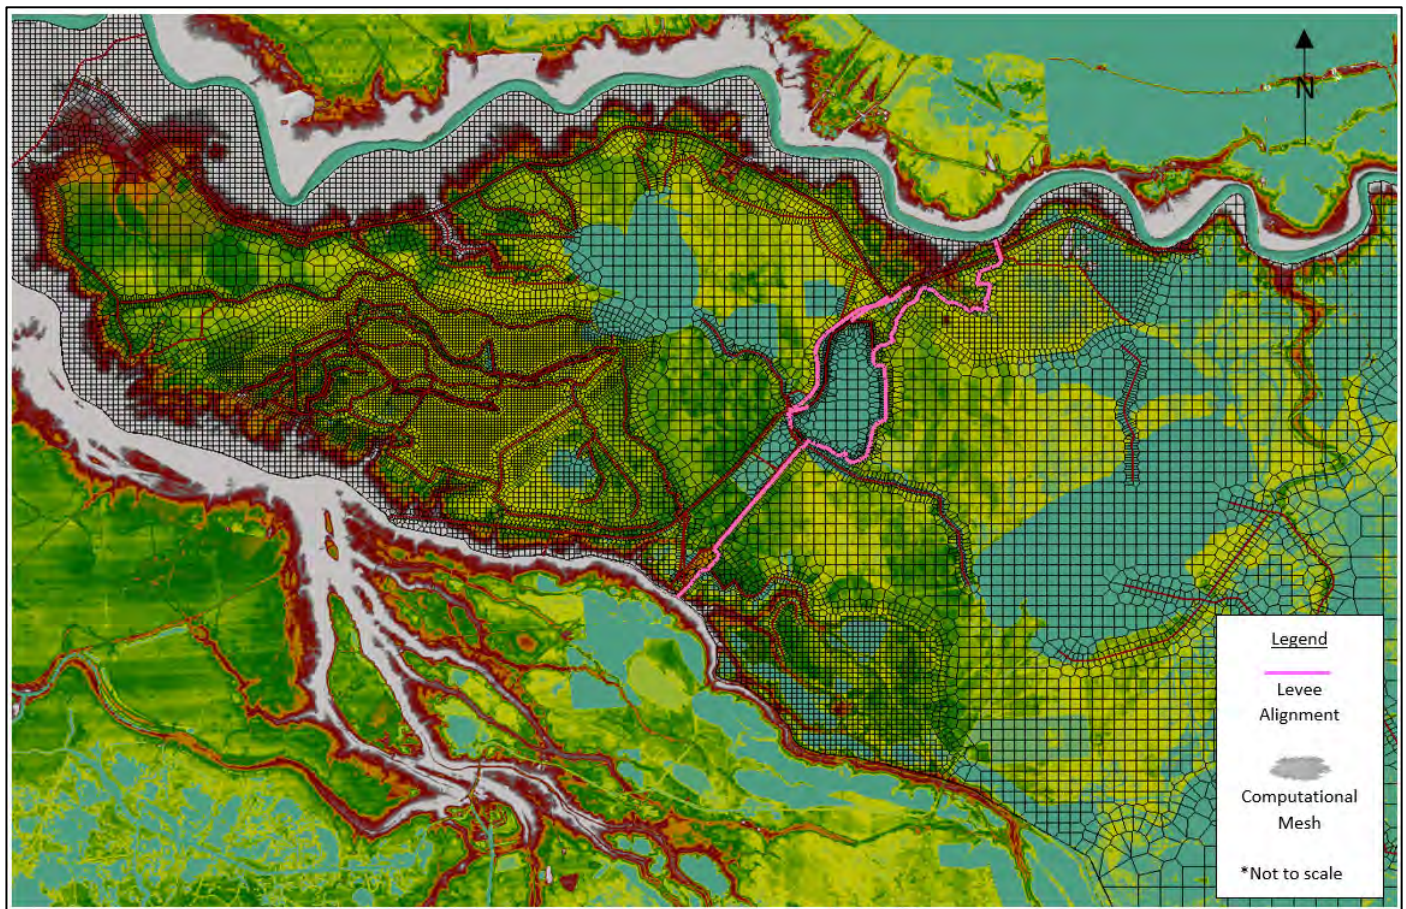 N
Legend
Levee
Alignment
Computational
Mesh
*Not to scale